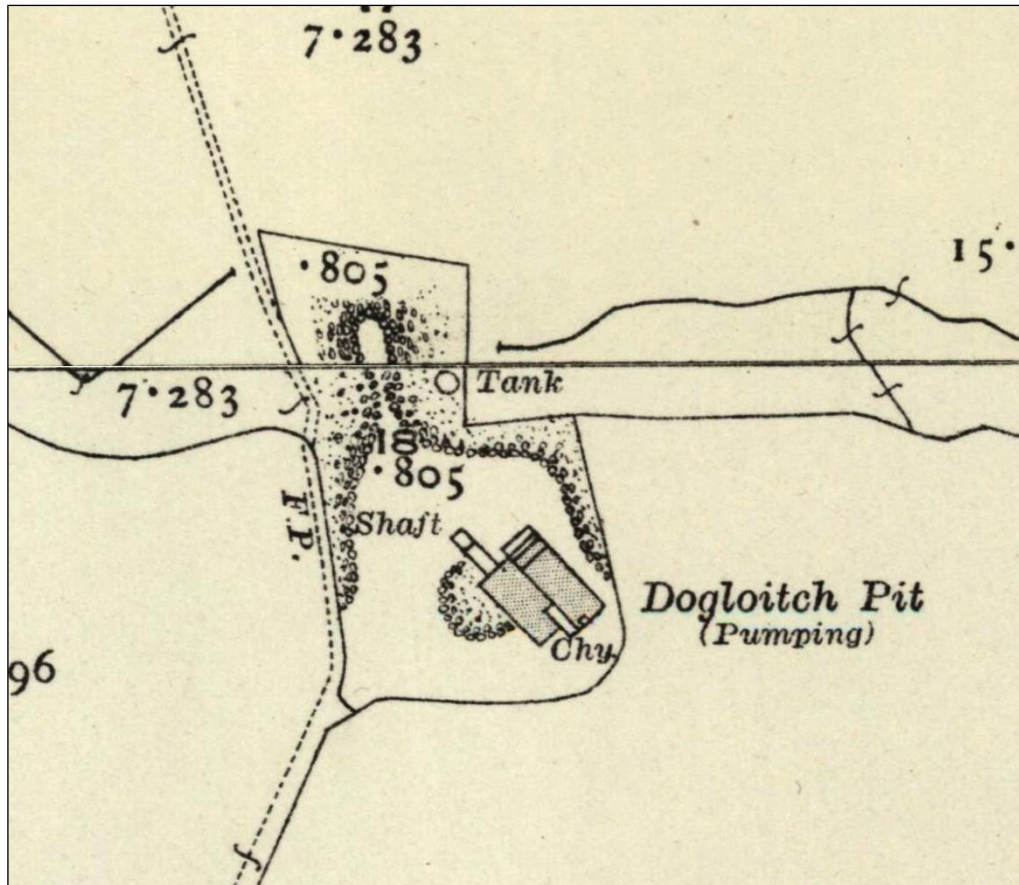 7·283
15·
·805
Tank
7·283
18
·805
F.P.
Shaft
Dogloitch Pit
(Pumping)
Chy.
96